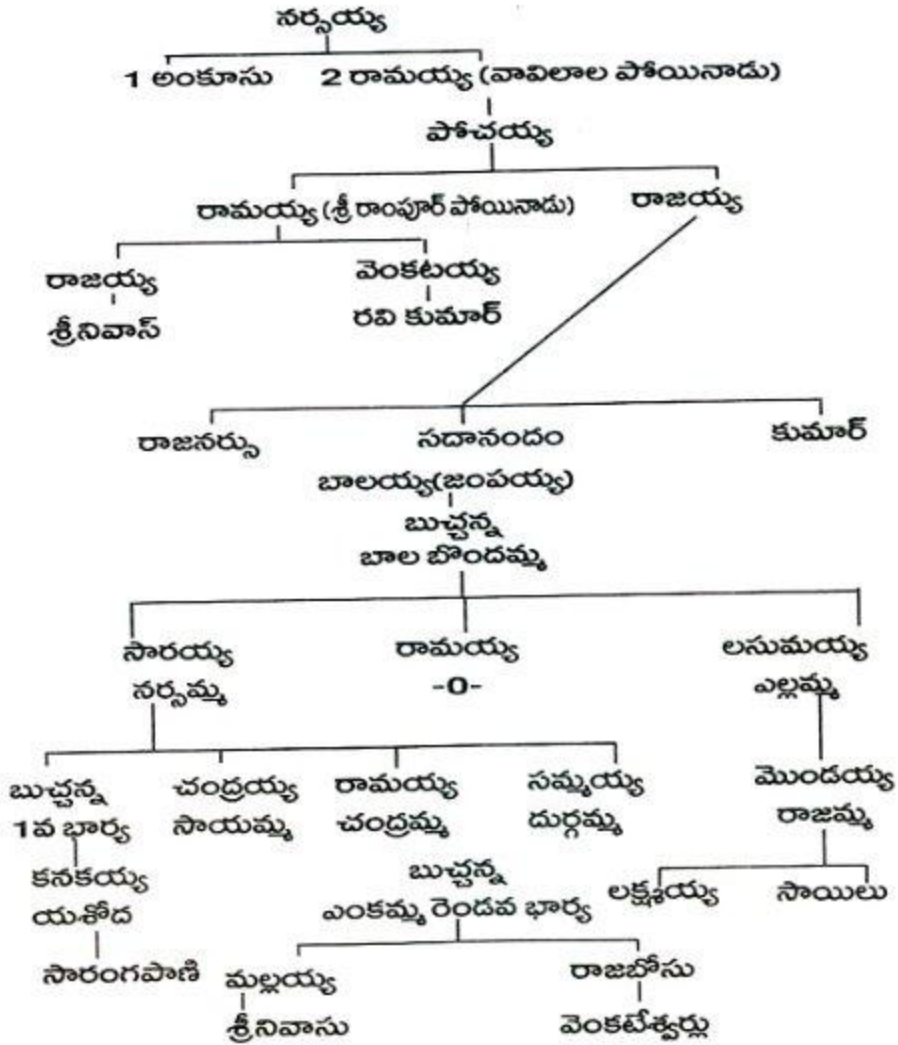 నర్సయ్య
1 అంకూసు 2 రామయ్య (వావిలాల పోయినాడు)
పోచయ్య
రామయ్య (శ్రీ రాంపూర్ పోయినాడు) రాజయ్య
రాజయ్య వెంకటయ్య
శ్రీనివాస్ రవి కుమార్
రాజనర్సు సదానందం కుమార్
బాలయ్య(జంపయ్య)
బుచ్చన్న
బాల బొందమ్మ
సారయ్య రామయ్య లసుమయ్య
నర్సమ్మ -0- ఎల్లమ్మ
బుచ్చన్న చంద్రయ్య రామయ్య సమ్మయ్య మొండయ్య
1వ భార్య సాయమ్మ చంద్రమ్మ దుర్గమ్మ రాజమ్మ
కనకయ్య బుచ్చన్న లక్ష్మయ్య సాయిలు
యశోద ఎంకమ్మ రెండవ భార్య
సారంగపాణి మల్లయ్య రాజబోసు
శ్రీనివాసు వెంకటేశ్వర్లు